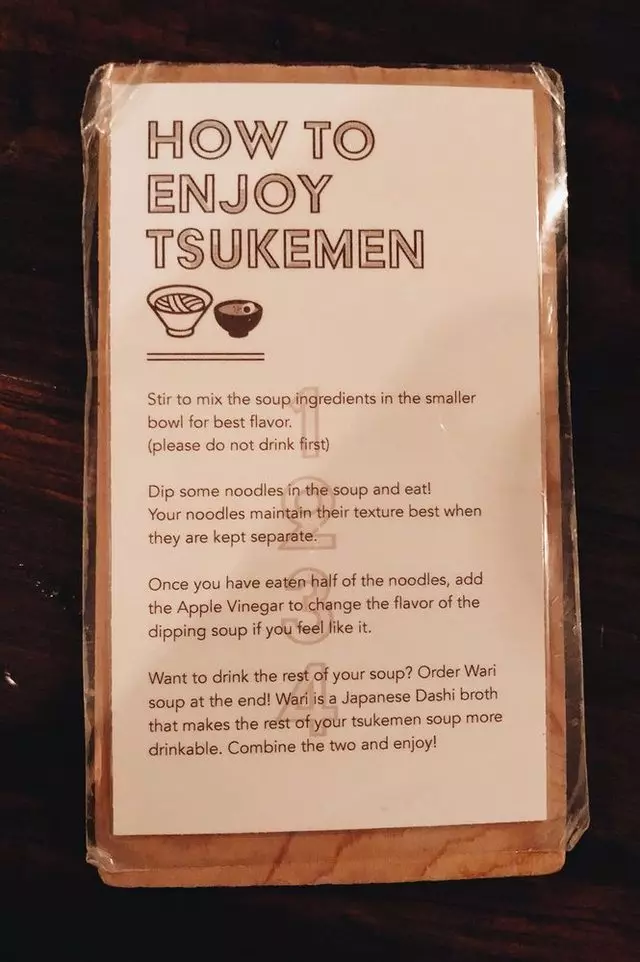 HOW TO
ENJOY
TSUKEMEN
1
Stir to mix the soup ingredients in the smaller
bowl for best flavor.
(please do not drink first)
2
Dip some noodles in the soup and eat!
Your noodles maintain their texture best when
they are kept separate.
3
Once you have eaten half of the noodles, add
the Apple Vinegar to change the flavor of the
dipping soup if you feel like it.
4
Want to drink the rest of your soup? Order Wari
soup at the end! Wari is a Japanese Dashi broth
that makes the rest of your tsukemen soup more
drinkable. Combine the two and enjoy!